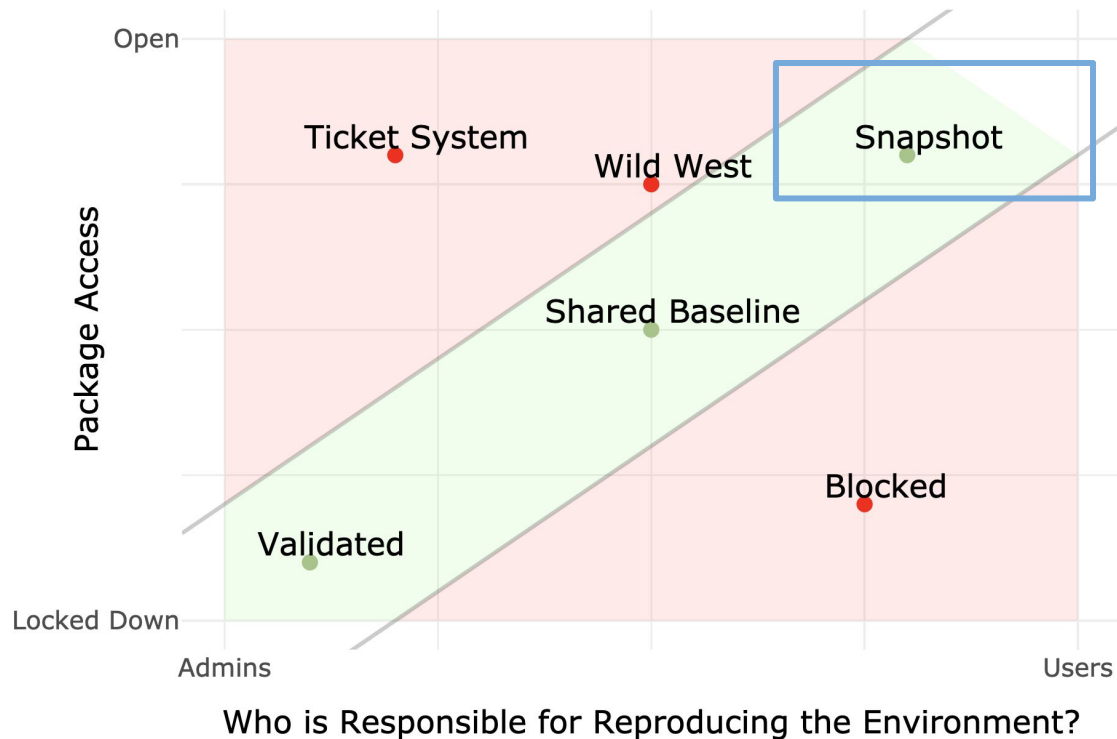 Open
Ticket System
Wild West
Snapshot
Package Access
Shared Baseline
Blocked
Validated
Locked Down
Admins
Users
Who is Responsible for Reproducing the Environment?